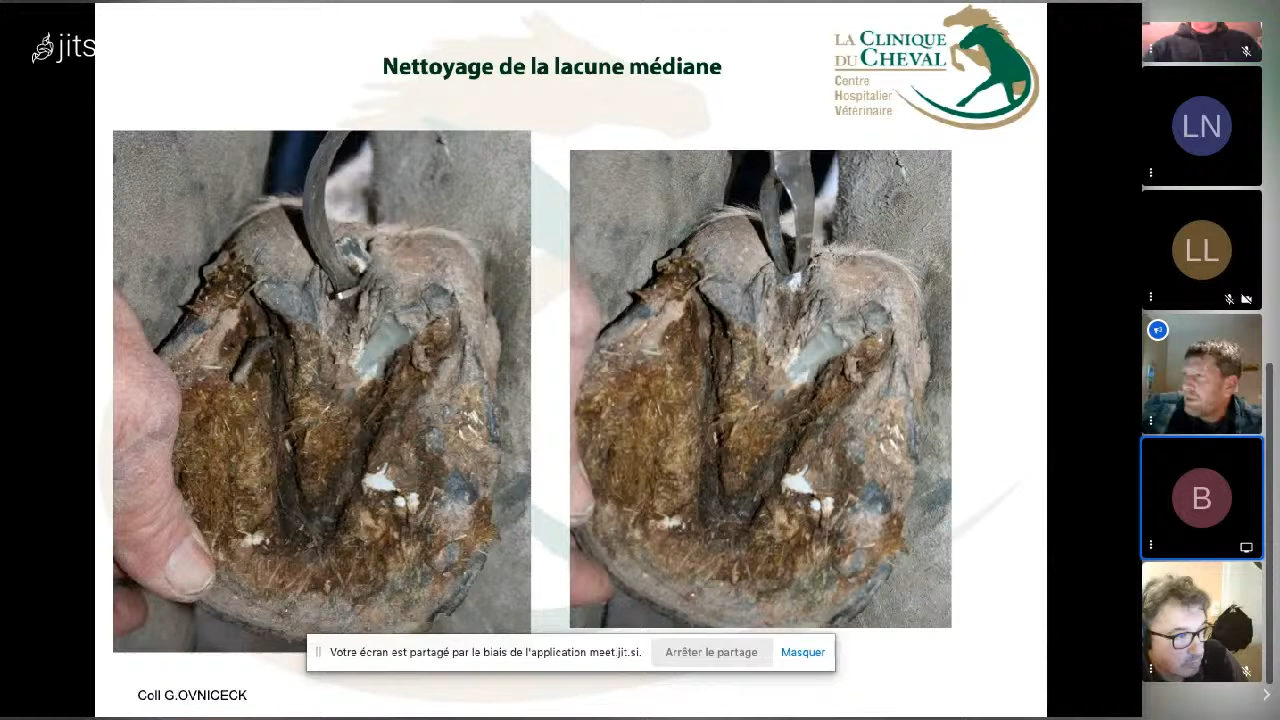 jits
Nettoyage de la lacune médiane
LA CLINIQUE
DU CHEVAL
Centre
Hospitalier
Vétérinaire
LN
LL
B
Votre écran est partagé par le biais de l'application meet.jit.si.
Arrêter le partage
Masquer
Coll G.OVNICECK